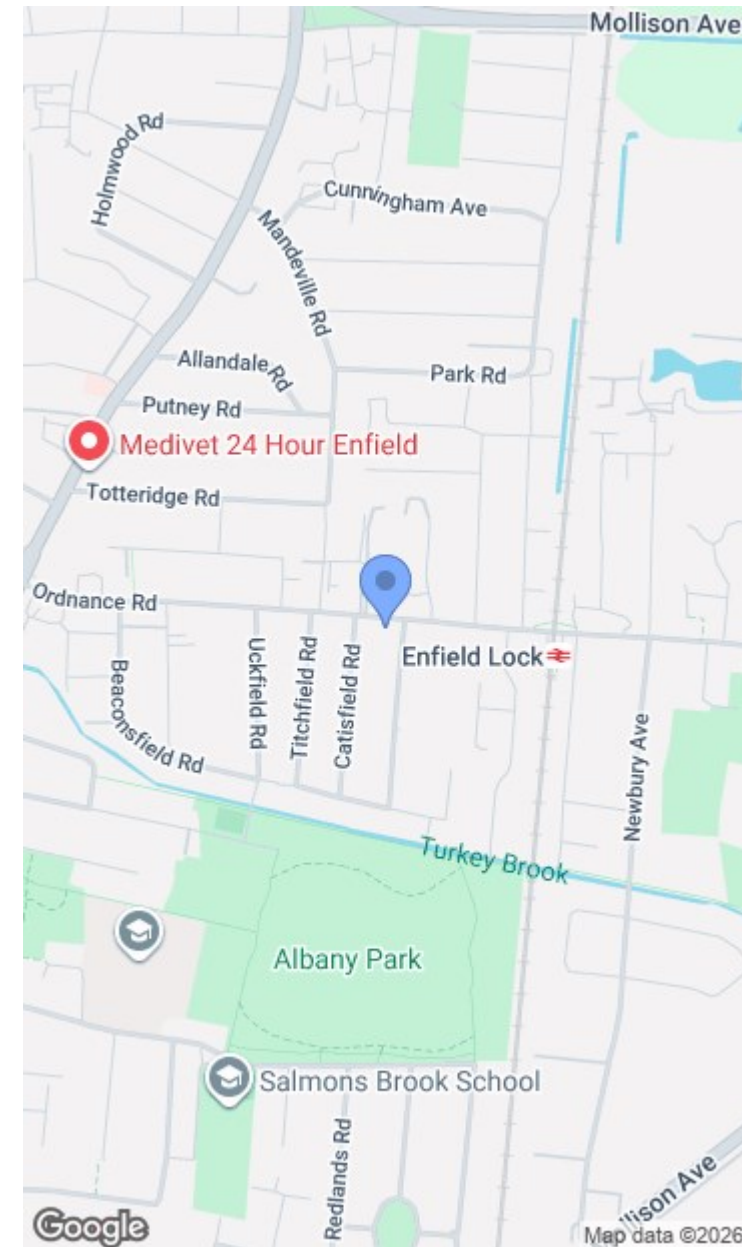 Mollison Ave
Holmwood Rd
Cunningham Ave
Mandeville Rd
Allandale Rd
Park Rd
Putney Rd
Medivet 24 Hour Enfield
Totteridge Rd
Ordnance Rd
Enfield Lock
Uckfield Rd
Titchfield Rd
Catisfield Rd
Beaconsfield Rd
Newbury Ave
Turkey Brook
Albany Park
Salmons Brook School
Redlands Rd
llison Ave
Google
Map data ©2026